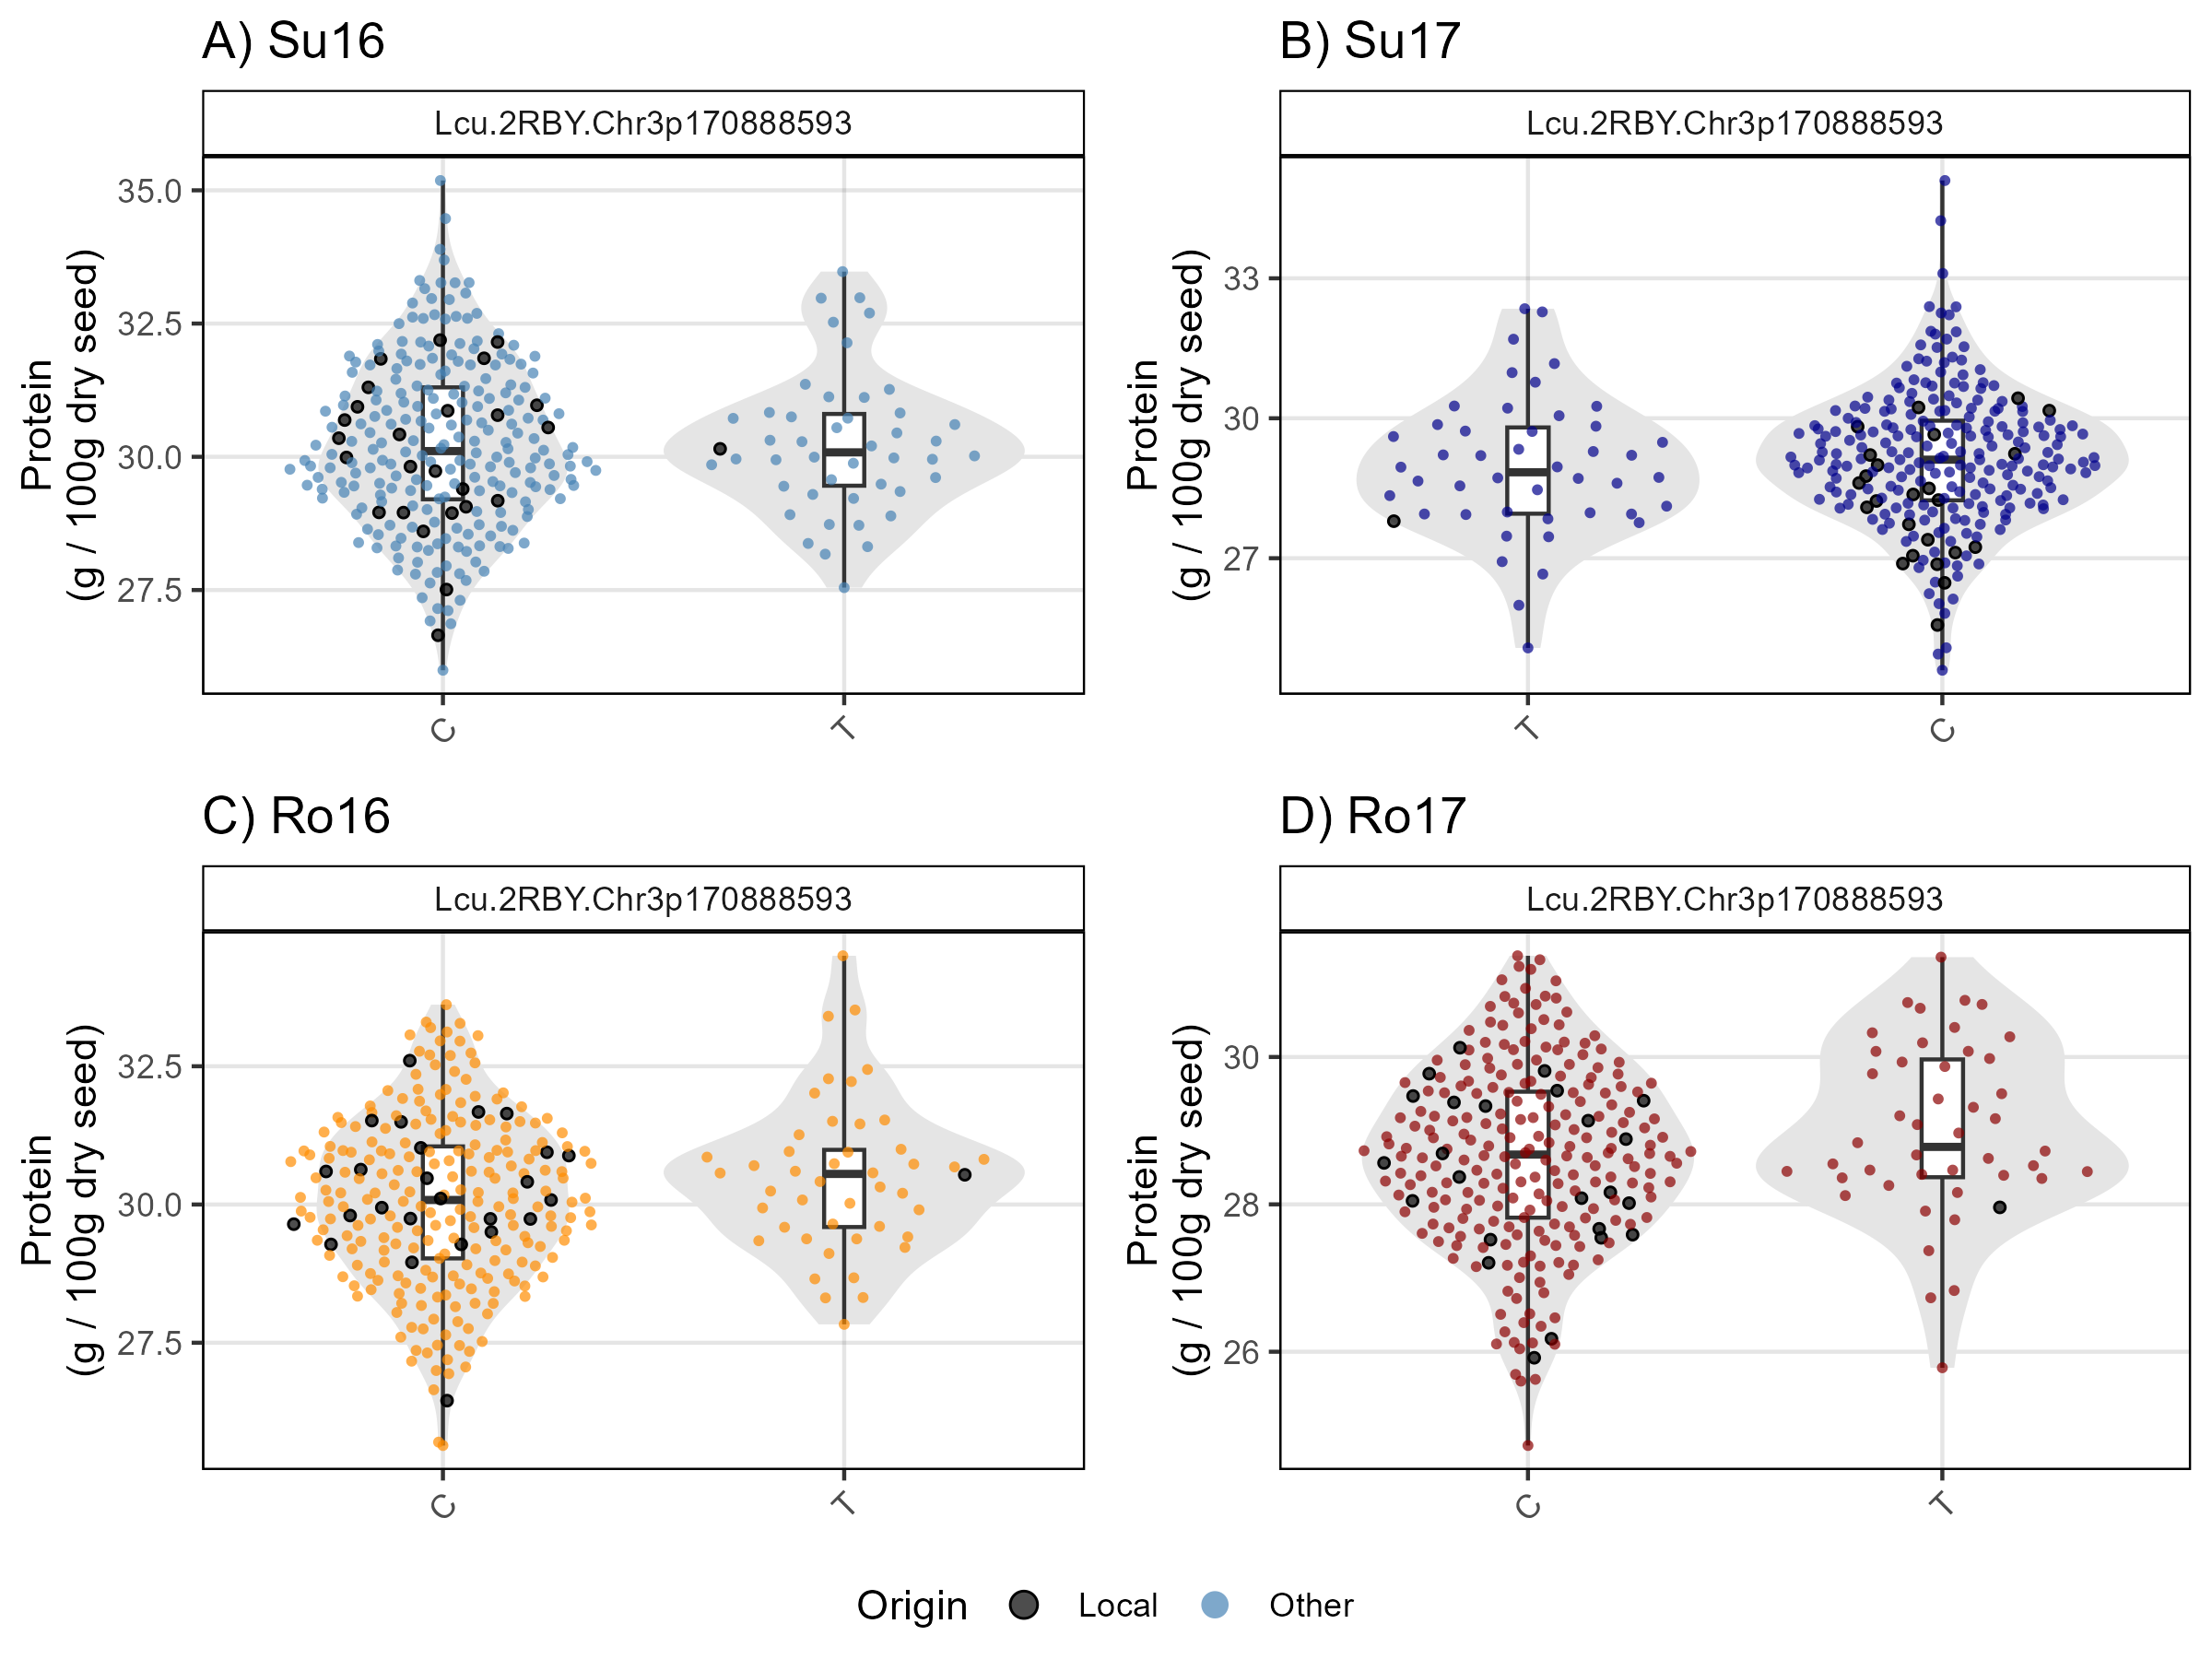 A) Su16
Lcu.2RBY.Chr3p170888593
Protein
(g / 100g dry seed)
35.0
32.5
30.0
27.5
C
T
B) Su17
Lcu.2RBY.Chr3p170888593
Protein
(g / 100g dry seed)
33
30
27
T
C
C) Ro16
Lcu.2RBY.Chr3p170888593
Protein
(g / 100g dry seed)
32.5
30.0
27.5
C
T
D) Ro17
Lcu.2RBY.Chr3p170888593
Protein
(g / 100g dry seed)
30
28
26
C
T
Origin Local Other